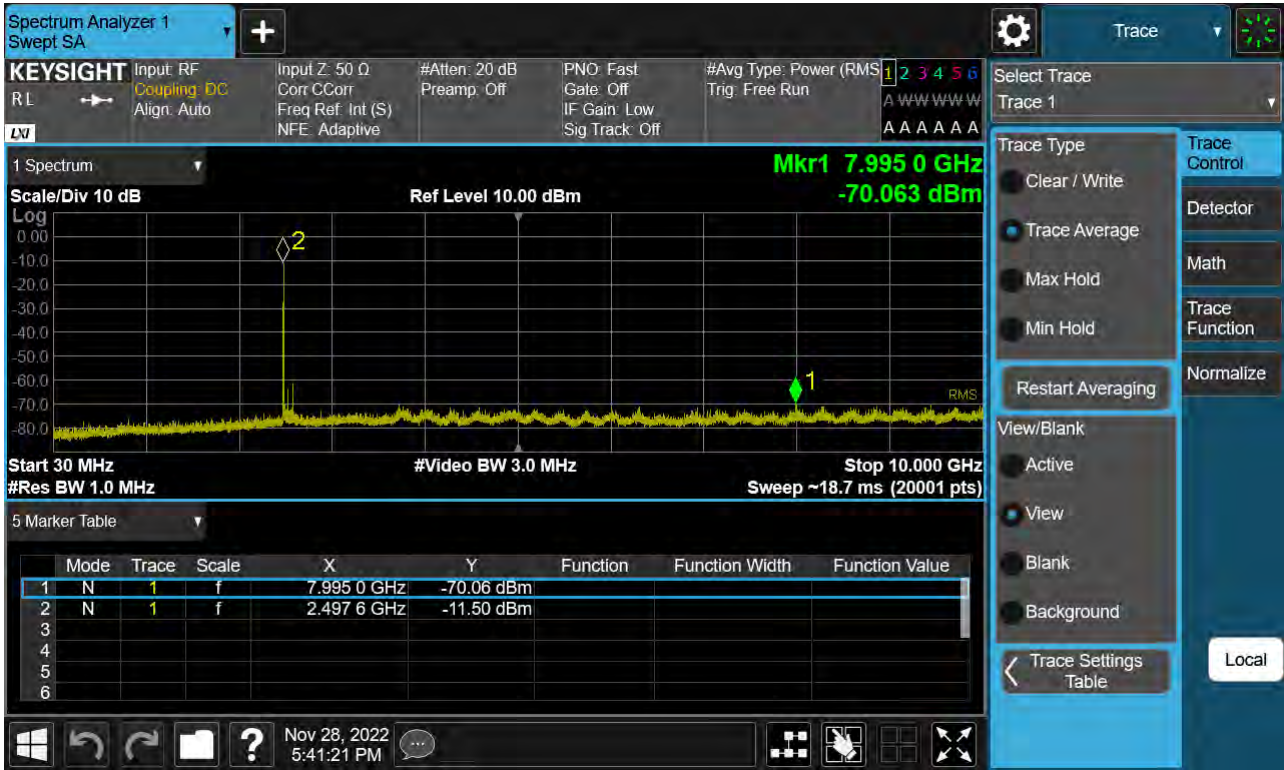 Spectrum Analyzer 1
Swept SA
Trace
KEYSIGHT
RL
LXI
Input: RF
Coupling: DC
Align: Auto
Input Z: 50 Ω
Corr CCorr
Freq Ref: Int (S)
NFE: Adaptive
#Atten: 20 dB
Preamp: Off
PNO: Fast
Gate: Off
IF Gain: Low
Sig Track: Off
#Avg Type: Power (RMS
Trig: Free Run
1 2 3 4 5 6
A W W W W W
A A A A A A
Select Trace
Trace 1
1 Spectrum
Mkr1 7.995 0 GHz
Scale/Div 10 dB
Ref Level 10.00 dBm
-70.063 dBm
Log
0.00
-10.0
-20.0
-30.0
-40.0
-50.0
-60.0
-70.0
-80.0
2
1
RMS
Start 30 MHz
#Video BW 3.0 MHz
Stop 10.000 GHz
#Res BW 1.0 MHz
Sweep ~18.7 ms (20001 pts)
5 Marker Table
Mode Trace Scale X Y Function Function Width Function Value
1 N 1 f 7.995 0 GHz -70.06 dBm
2 N 1 f 2.497 6 GHz -11.50 dBm
3
4
5
6
Trace Type
Clear / Write
Trace Average
Max Hold
Min Hold
Restart Averaging
View/Blank
Active
View
Blank
Background
Trace Settings
Table
Trace
Control
Detector
Math
Trace
Function
Normalize
Local
?
Nov 28, 2022
5:41:21 PM